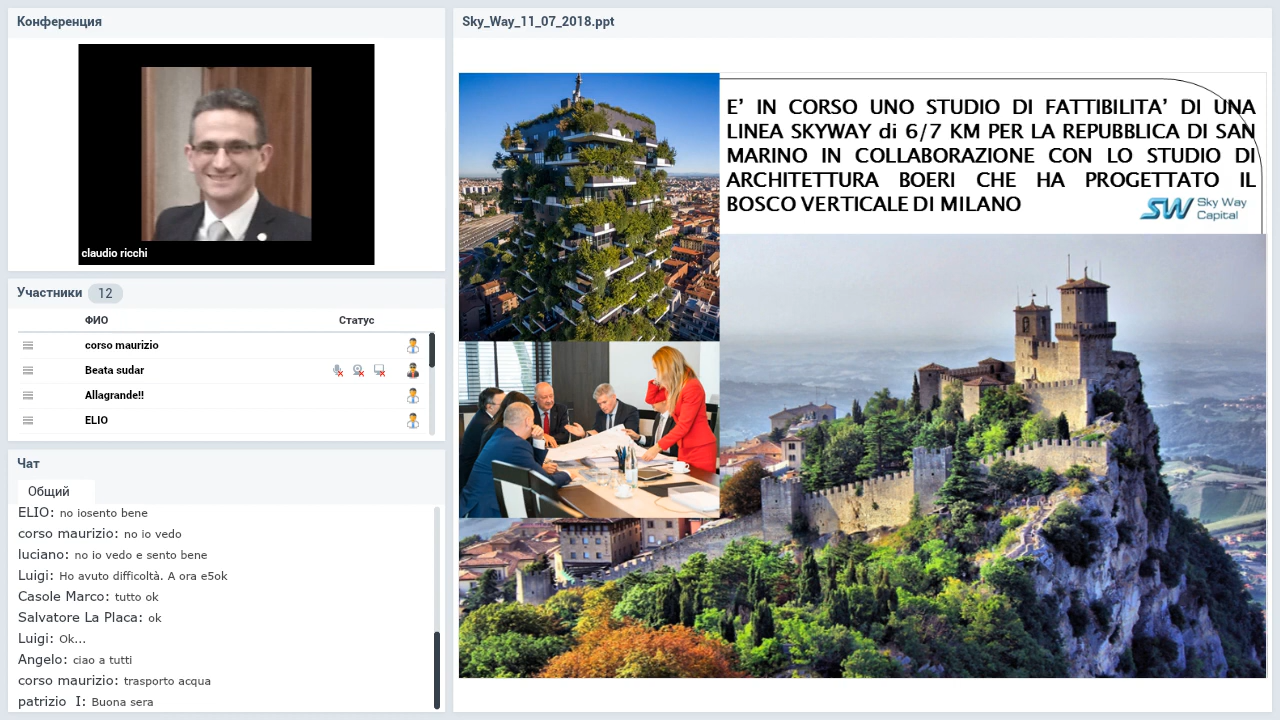 Конференция
claudio ricchi
Участники 12
ФИО Статус
corso maurizio
Beata sudar
Allagrande!!
ELIO
Чат
Общий
ELIO: no iosento bene
corso maurizio: no io vedo
luciano: no io vedo e sento bene
Luigi: Ho avuto difficoltà. A ora e5ok
Casole Marco: tutto ok
Salvatore La Placa: ok
Luigi: Ok...
Angelo: ciao a tutti
corso maurizio: trasporto acqua
patrizio I: Buona sera
Sky_Way_11_07_2018.ppt
E’ IN CORSO UNO STUDIO DI FATTIBILITA’ DI UNA
LINEA SKYWAY di 6/7 KM PER LA REPUBBLICA DI SAN
MARINO IN COLLABORAZIONE CON LO STUDIO DI
ARCHITETTURA BOERI CHE HA PROGETTATO IL
BOSCO VERTICALE DI MILANO
SW Sky Way
Capital